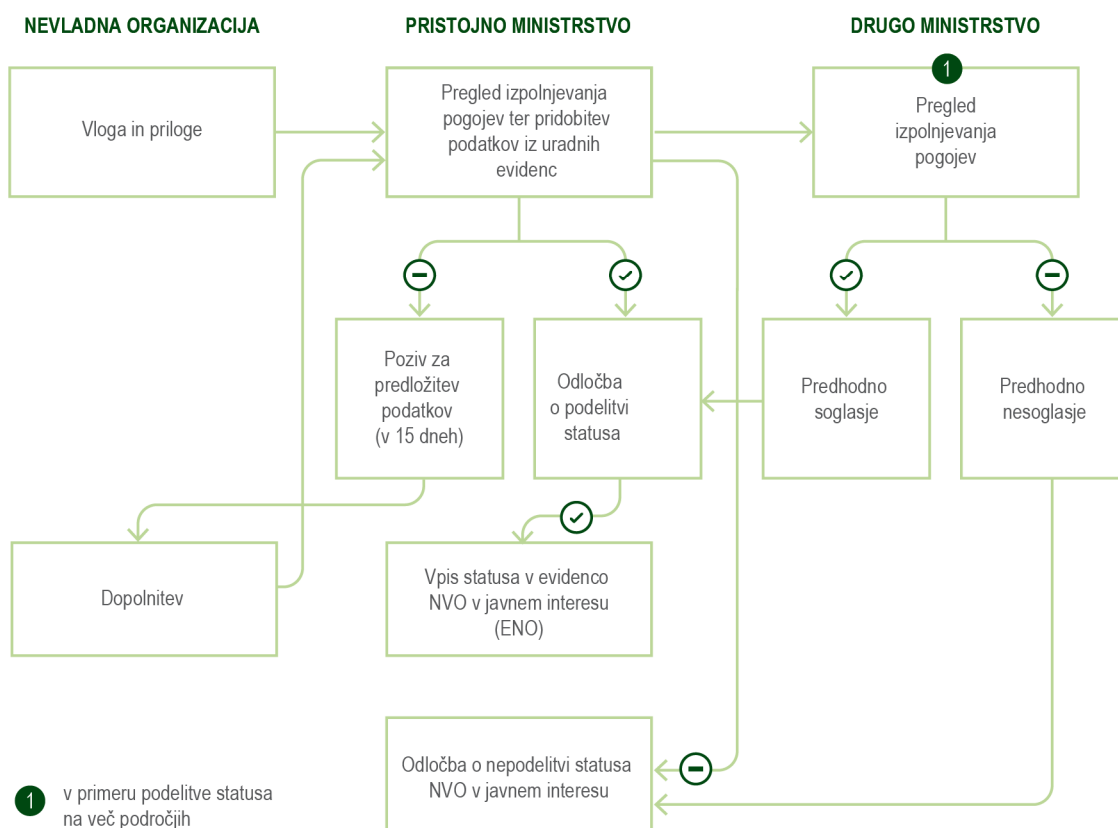 NEVLADNA ORGANIZACIJA
PRISTOJNO MINISTRSTVO
DRUGO MINISTRSTVO
Vloga in priloge
Pregled izpolnjevanja
pogojev ter pridobitev
podatkov iz uradnih
evidenc
1
Pregled
izpolnjevanja
pogojev
Poziv za
predložitev
podatkov
(v 15 dneh)
Odločba
o podelitvi
statusa
Predhodno
soglasje
Predhodno
nesoglasje
Dopolnitev
Vpis statusa v evidenco
NVO v javnem interesu
(ENO)
Odločba o nepodelitvi statusa
NVO v javnem interesu
1 v primeru podelitve statusa
na več področjih